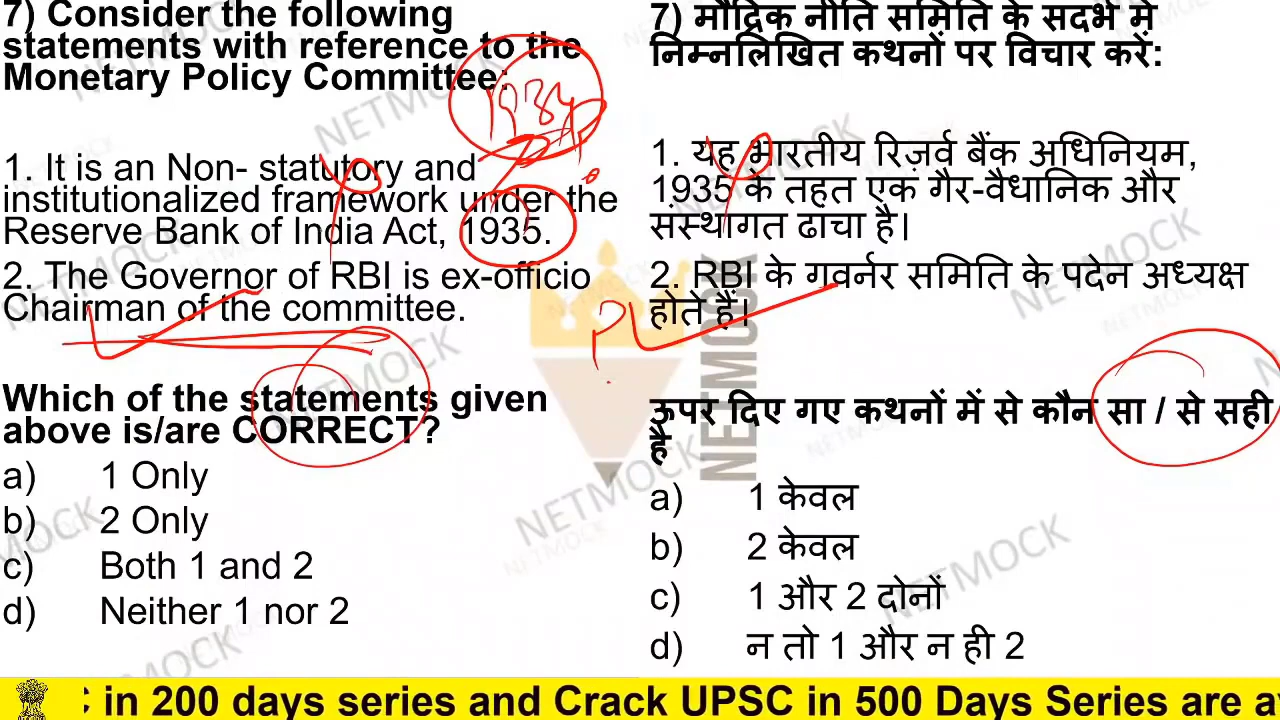 7) Consider the following
statements with reference to the
Monetary Policy Committee:
1. It is an Non- statutory and
institutionalized framework under the
Reserve Bank of India Act, 1935.
2. The Governor of RBI is ex-officio
Chairman of the committee.
Which of the statements given
above is/are CORRECT?
a) 1 Only
b) 2 Only
c) Both 1 and 2
d) Neither 1 nor 2
1934
7) मौद्रिक नीति समिति के सदर्भ में
निम्नलिखित कथनों पर विचार करें:
1. यह भारतीय रिज़र्व बैंक अधिनियम,
1935 के तहत एक गैर-वैधानिक और
संस्थागत ढाचा है।
2. RBI के गवर्नर समिति के पदेन अध्यक्ष
होते हैं।
ऊपर दिए गए कथनों में से कौन सा / से सही
है
a) 1 केवल
b) 2 केवल
c) 1 और 2 दोनों
d) न तो 1 और न ही 2
NETMOCK
in 200 days series and Crack UPSC in 500 Days Series are